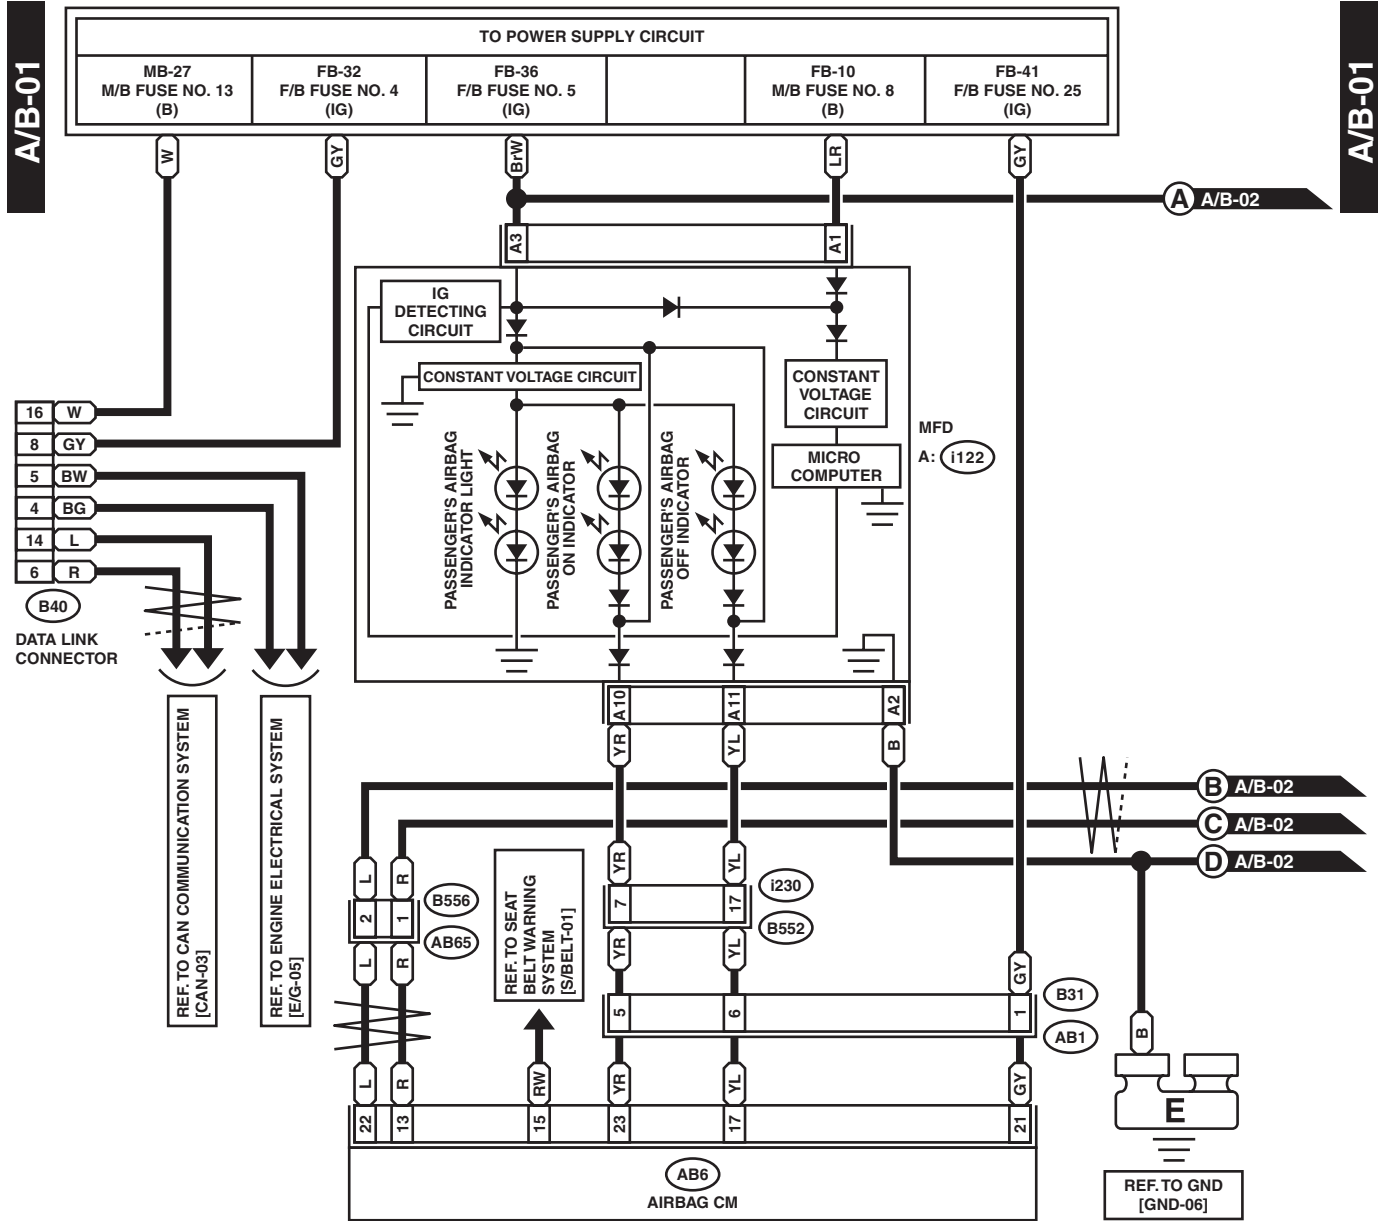 A/B-01
A/B-01
TO POWER SUPPLY CIRCUIT
MB-27
M/B FUSE NO. 13
(B)
FB-32
F/B FUSE NO. 4
(IG)
FB-36
F/B FUSE NO. 5
(IG)
FB-10
M/B FUSE NO. 8
(B)
FB-41
F/B FUSE NO. 25
(IG)
W
GY
BrW
LR
GY
A A/B-02
A3
A1
IG
DETECTING
CIRCUIT
CONSTANT VOLTAGE CIRCUIT
CONSTANT
VOLTAGE
CIRCUIT
MICRO
COMPUTER
MFD
A: i122
PASSENGER'S AIRBAG
INDICATOR LIGHT
PASSENGER'S AIRBAG
ON INDICATOR
PASSENGER'S AIRBAG
OFF INDICATOR
16 W
8 GY
5 BW
4 BG
14 L
6 R
B40
DATA LINK
CONNECTOR
REF. TO CAN COMMUNICATION SYSTEM
[CAN-03]
REF. TO ENGINE ELECTRICAL SYSTEM
[E/G-05]
A10
A11
A2
YR
YL
B
B A/B-02
C A/B-02
D A/B-02
L
R
YR
YL
2
1
B556
AB65
7
17
i230
B552
L
R
REF. TO SEAT
BELT WARNING
SYSTEM
[S/BELT-01]
YR
YL
GY
5
6
1
B31
AB1
B
L
R
RW
YR
YL
GY
22
13
15
23
17
21
E
AB6
AIRBAG CM
REF. TO GND
[GND-06]